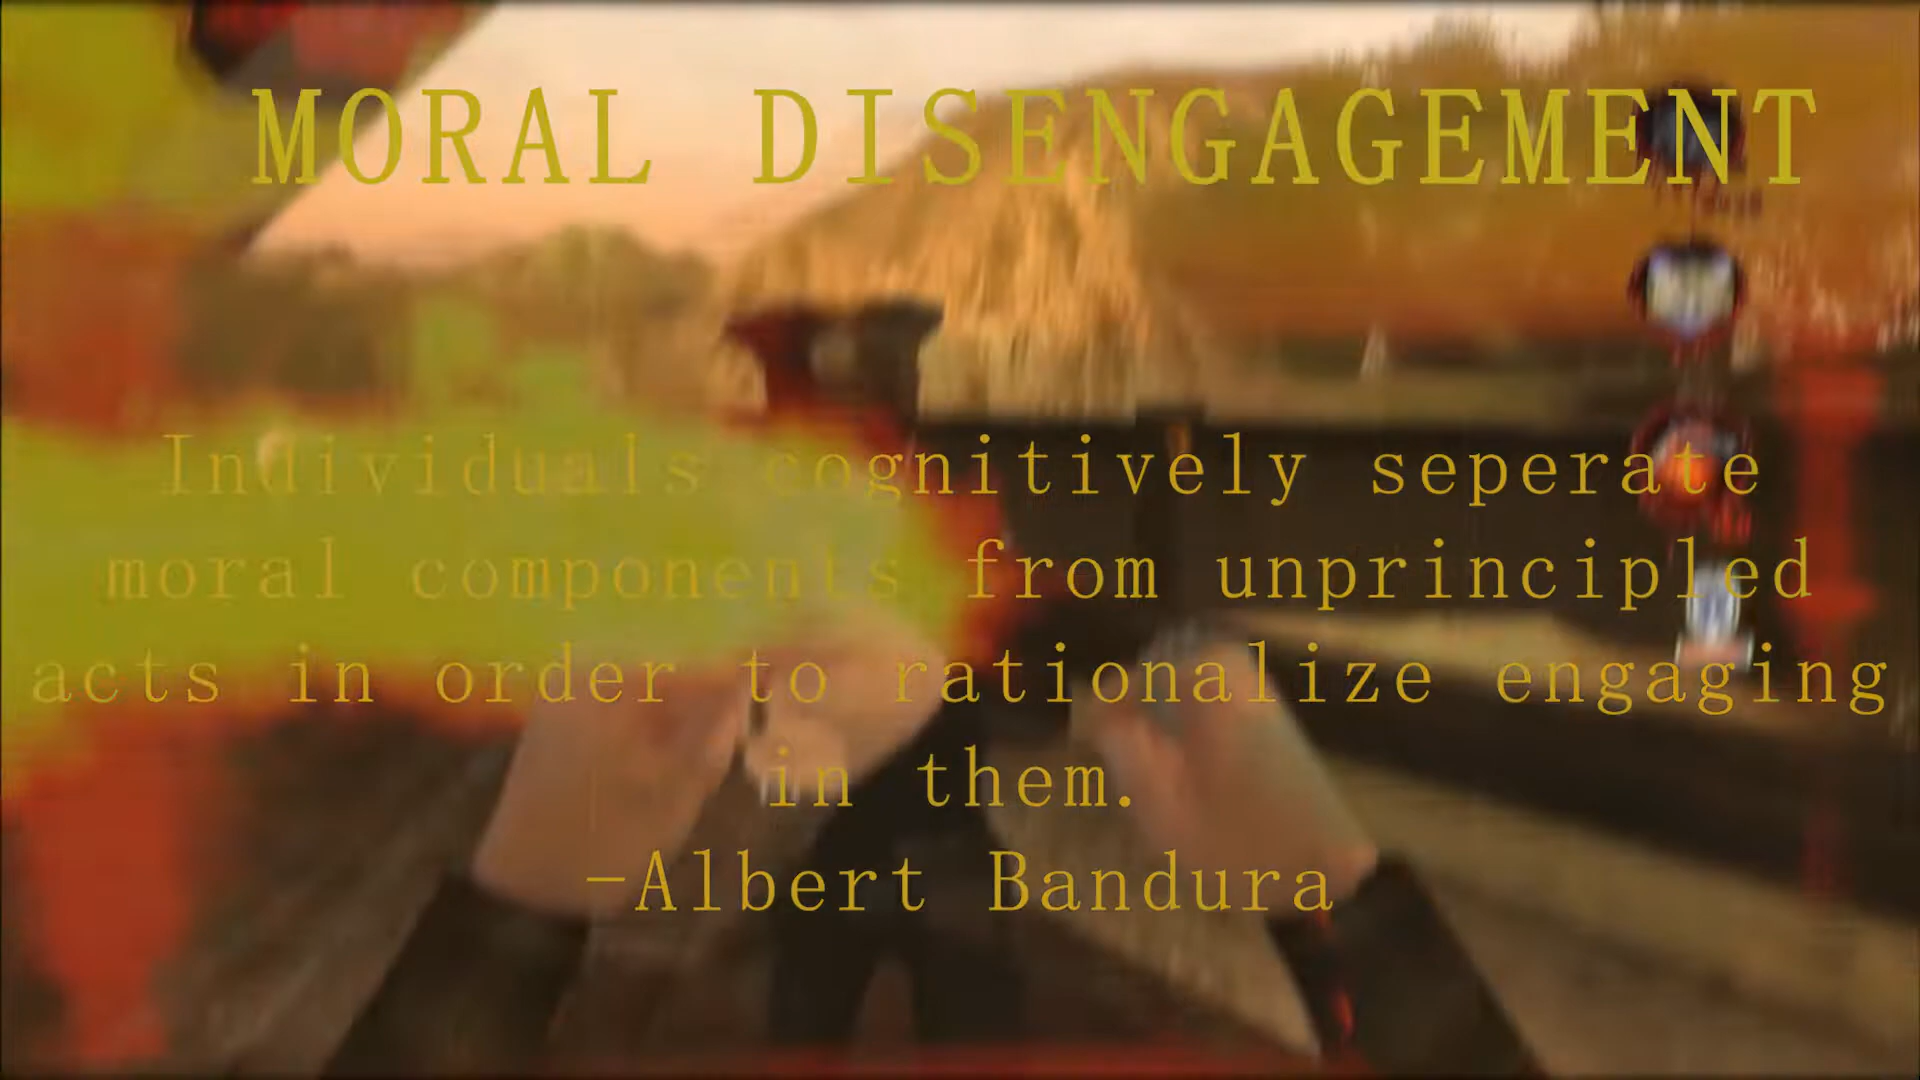 MORAL DISENGAGEMENT
Individuals cognitively seperate
moral components from unprincipled
acts in order to rationalize engaging
in them.
-Albert Bandura